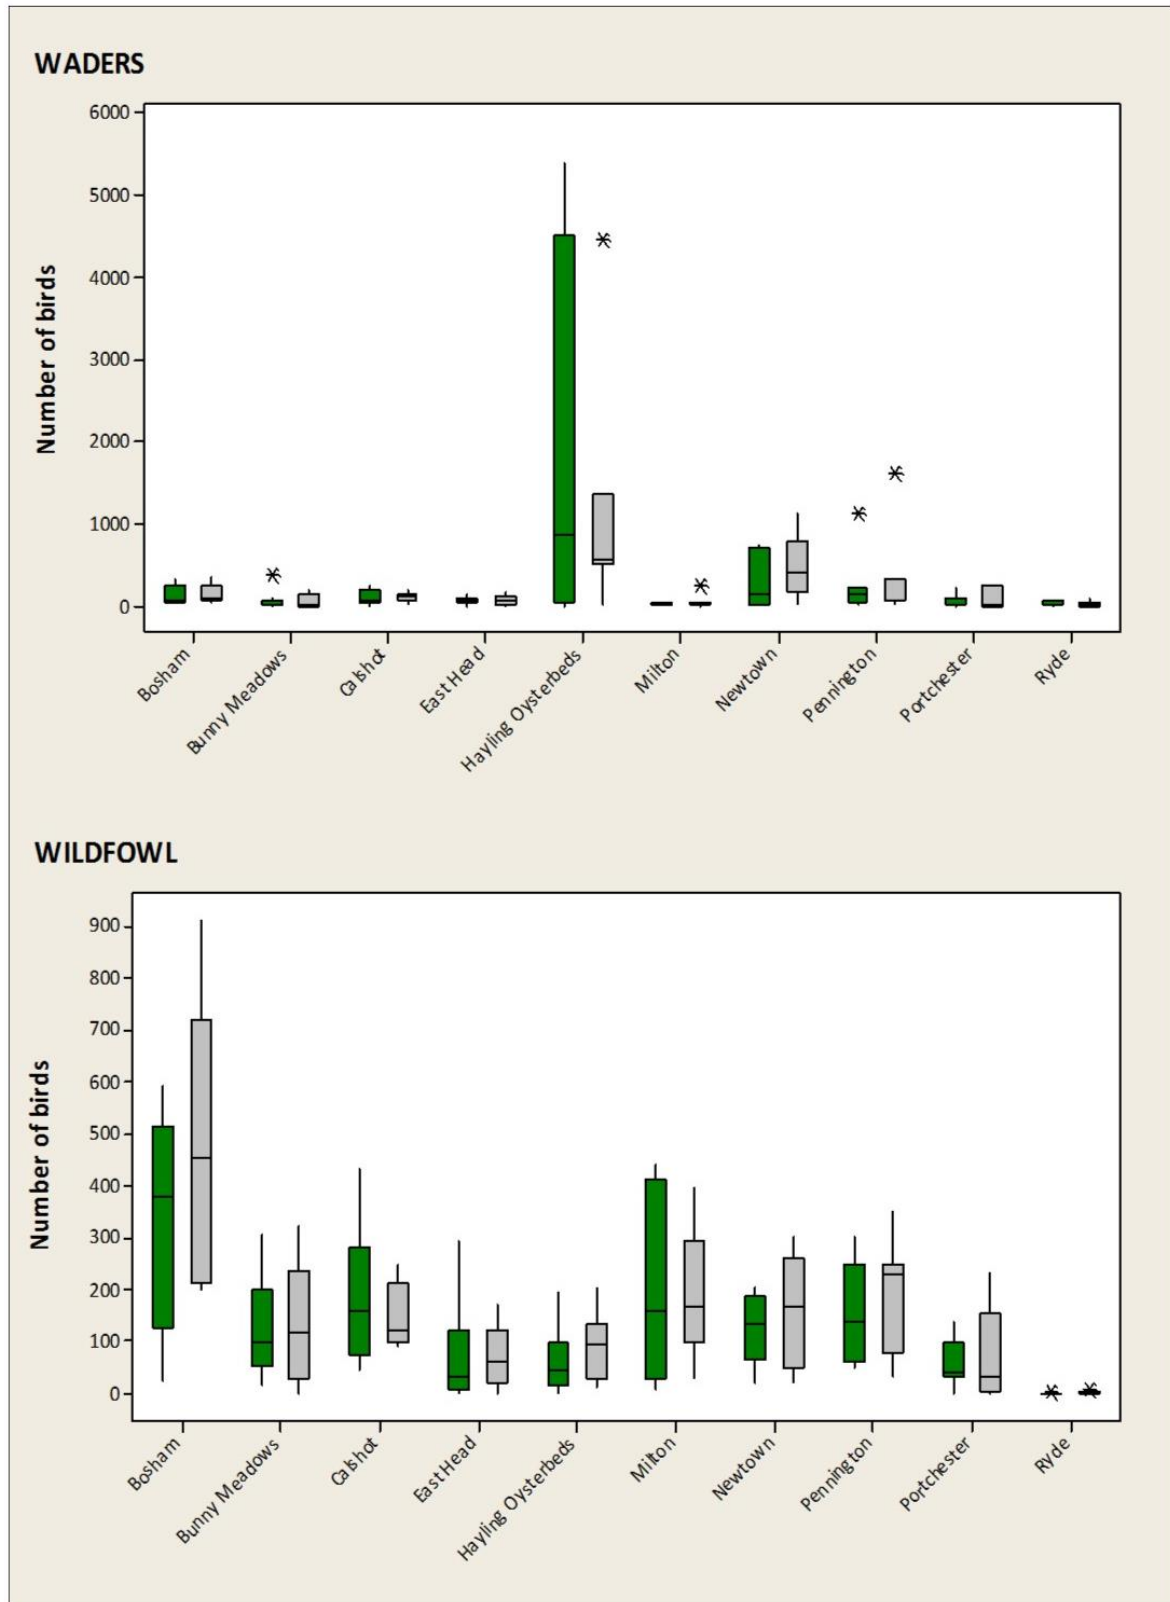 WADERS
Number of birds
6000
5000
4000
3000
2000
1000
0
Bosham
Bunny Meadows
Calshot
East Head
Hayling Oysterbeds
Milton
Newtown
Pennington
Portchester
Ryde
WILDFOWL
Number of birds
900
800
700
600
500
400
300
200
100
0
Bosham
Bunny Meadows
Calshot
East Head
Hayling Oysterbeds
Milton
Newtown
Pennington
Portchester
Ryde